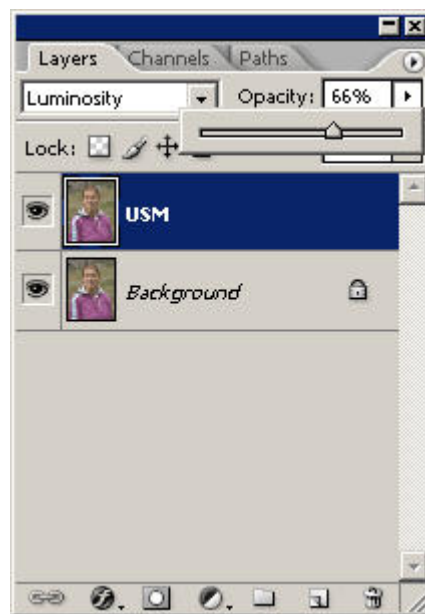 Layers Channels Paths
Luminosity Opacity: 66%
Lock:
USM
Background